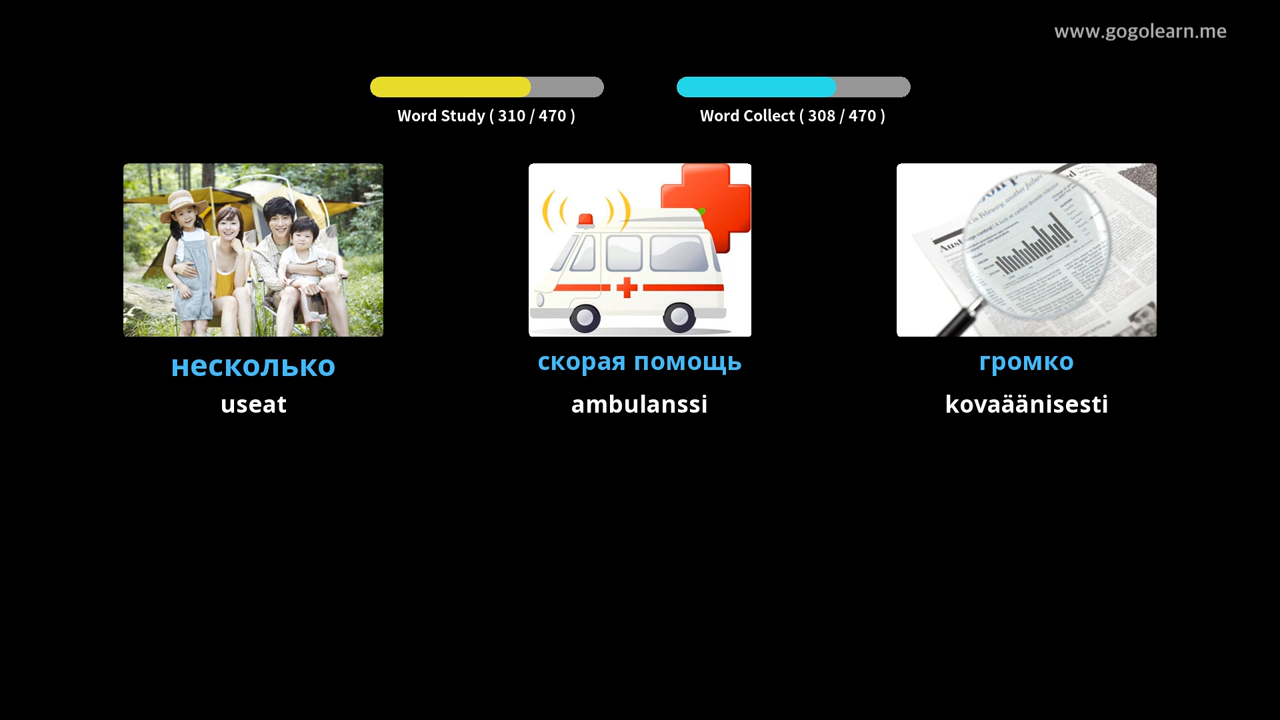 www.gogolearn.me
Word Study ( 310 / 470 )
Word Collect ( 308 / 470 )
несколько
useat
скорая помощь
ambulanssi
громко
kovaäänisesti